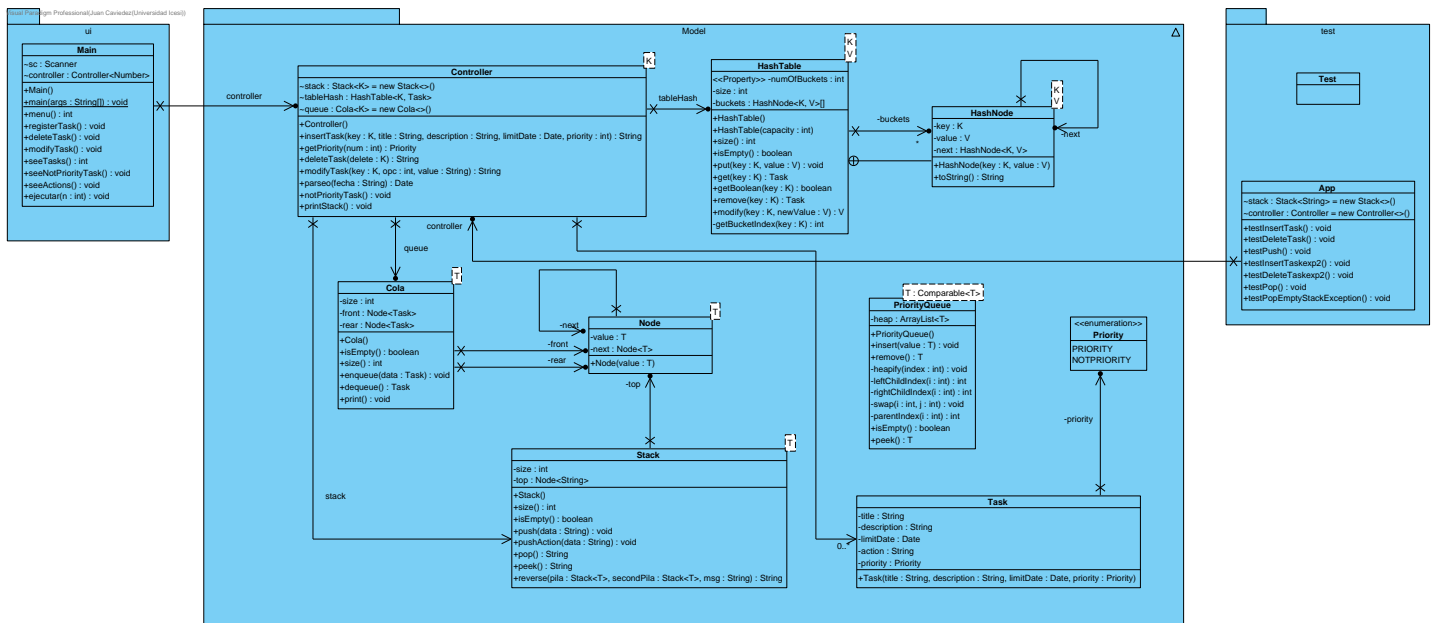 Visual Paradigm Professional(Juan Caviedez(Universidad Icesi))
ui
Main
~sc : Scanner
~controller : Controller<Number>
+Main()
+main(args : String[]) : void
+menu() : int
+registerTask() : void
+deleteTask() : void
+modifyTask() : void
+seeTasks() : int
+seeNotPriorityTask() : void
+seeActions() : void
+ejecutar(n : int) : void
controller
Model
K
Controller
~stack : Stack<K> = new Stack<>()
~tableHash : HashTable<K, Task>
~queue : Cola<K> = new Cola<>()
+Controller()
+insertTask(key : K, title : String, description : String, limitDate : Date, priority : int) : String
+getPriority(num : int) : Priority
+deleteTask(delete : K) : String
+modifyTask(key : K, opc : int, value : String) : String
+parseo(fecha : String) : Date
+notPriorityTask() : void
+printStack() : void
tableHash
K
V
HashTable
<<Property>> -numOfBuckets : int
-size : int
-buckets : HashNode<K, V>[]
+HashTable()
+HashTable(capacity : int)
+size() : int
+isEmpty() : boolean
+put(key : K, value : V) : void
+get(key : K) : Task
+getBoolean(key : K) : boolean
+remove(key : K) : Task
+modify(key : K, newValue : V) : V
-getBucketIndex(key : K) : int
-buckets
*
K
V
HashNode
-key : K
-value : V
-next : HashNode<K, V>
+HashNode(key : K, value : V)
+toString() : String
-next
controller
queue
stack
T
Cola
-size : int
-front : Node<Task>
-rear : Node<Task>
+Cola()
+isEmpty() : boolean
+size() : int
+enqueue(data : Task) : void
+dequeue() : Task
+print() : void
-next
-front
-rear
T
Node
-value : T
-next : Node<T>
+Node(value : T)
-top
T
Stack
-size : int
-top : Node<String>
+Stack()
+size() : int
+isEmpty() : boolean
+push(data : String) : void
+pushAction(data : String) : void
+pop() : String
+peek() : String
+reverse(pila : Stack<T>, secondPila : Stack<T>, msg : String) : String
T : Comparable<T>
PriorityQueue
-heap : ArrayList<T>
+PriorityQueue()
+insert(value : T) : void
+remove() : T
-heapify(index : int) : void
-leftChildIndex(i : int) : int
-rightChildIndex(i : int) : int
-swap(i : int, j : int) : void
-parentIndex(i : int) : int
+isEmpty() : boolean
+peek() : T
<<enumeration>>
Priority
PRIORITY
NOTPRIORITY
-priority
0..*
Task
-title : String
-description : String
-limitDate : Date
-action : String
-priority : Priority
+Task(title : String, description : String, limitDate : Date, priority : Priority)
test
Test
App
~stack : Stack<String> = new Stack<>()
~controller : Controller = new Controller<>()
+testInsertTask() : void
+testDeleteTask() : void
+testPush() : void
+testInsertTaskexp2() : void
+testDeleteTaskexp2() : void
+testPop() : void
+testPopEmptyStackException() : void